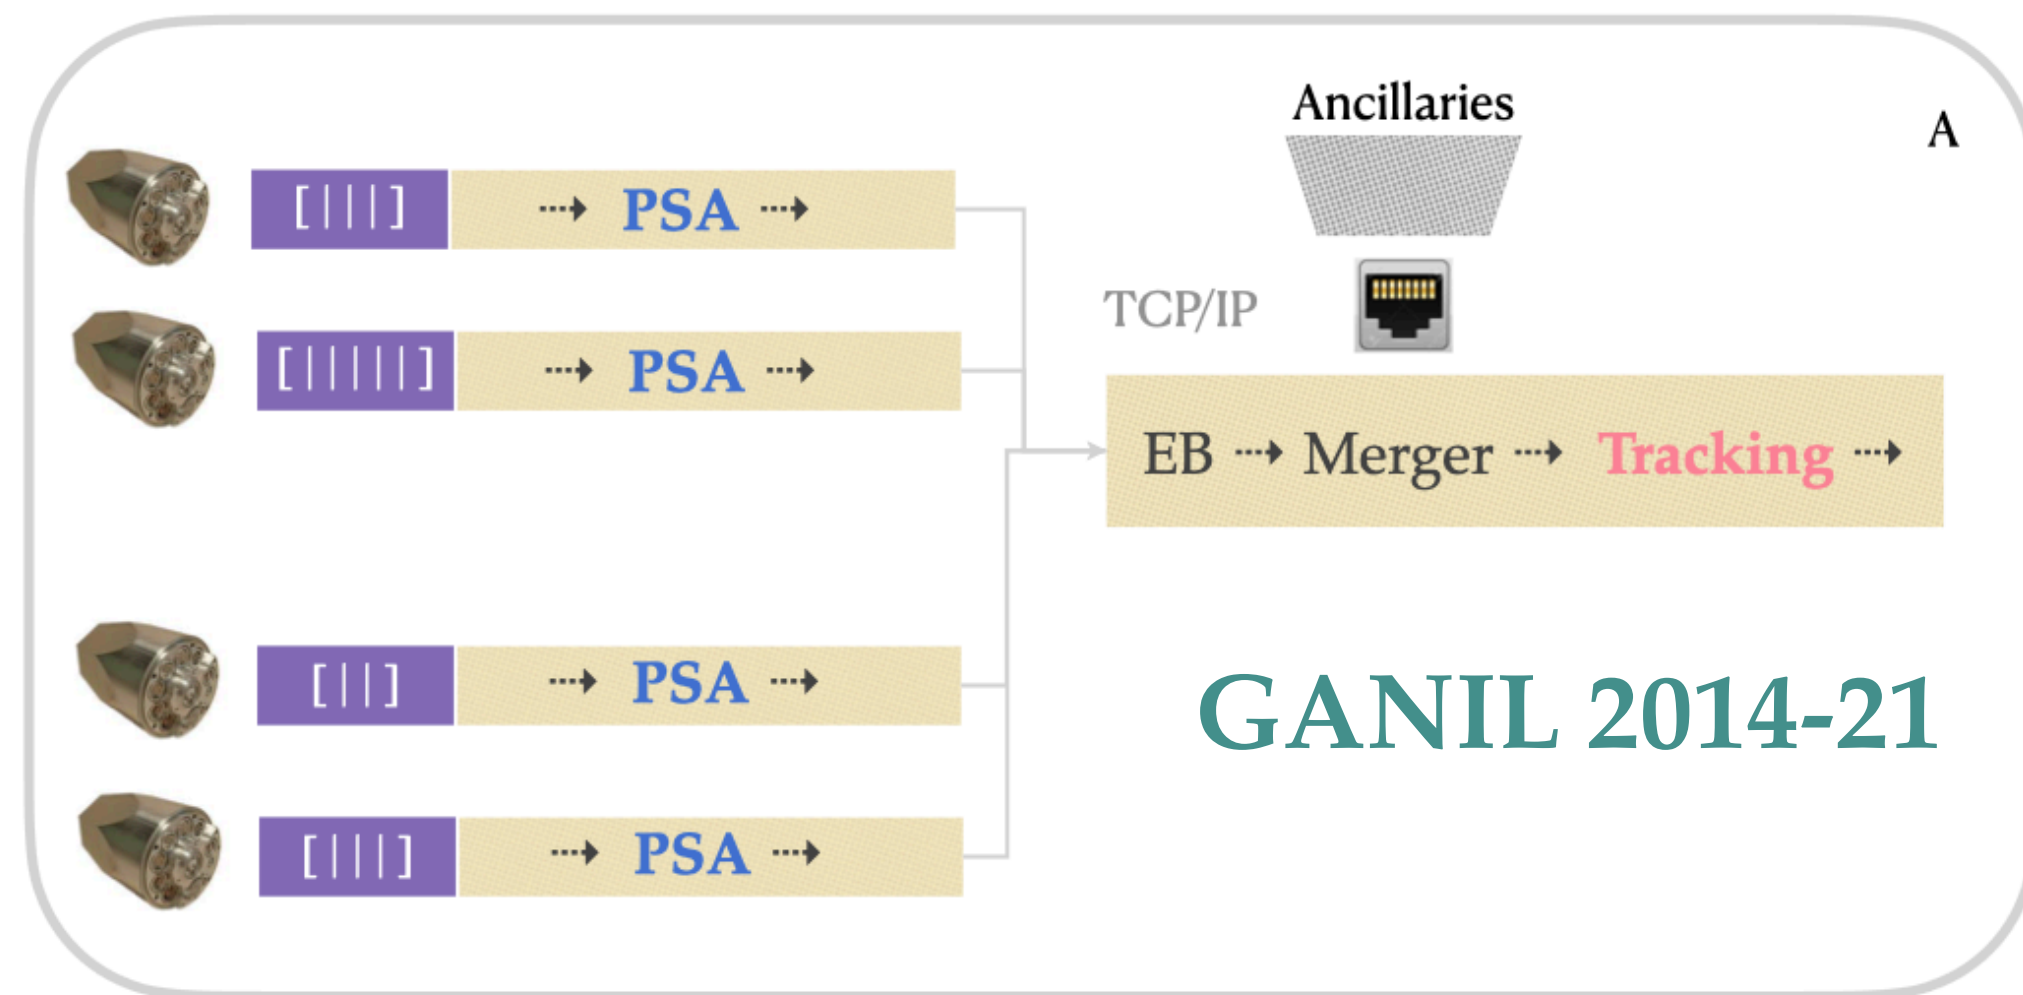 Ancillaries
A
[|||] PSA
TCP/IP
[|||||] PSA
EB Merger Tracking
[||] PSA
GANIL 2014-21
[|||] PSA